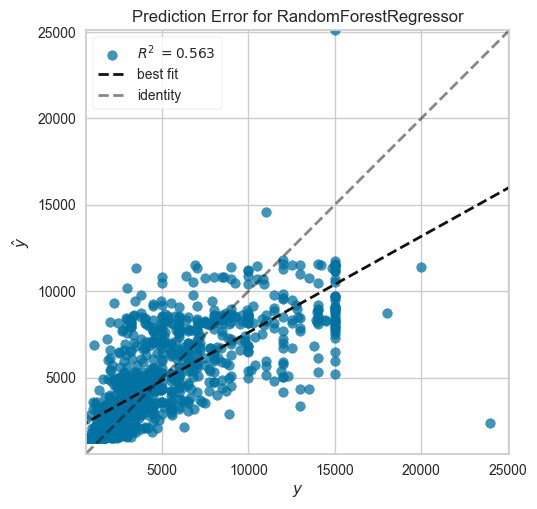 Prediction Error for RandomForestRegressor
25000
20000
15000
10000
5000
ŷ
R² = 0.563
best fit
identity
5000
10000
15000
20000
25000
y